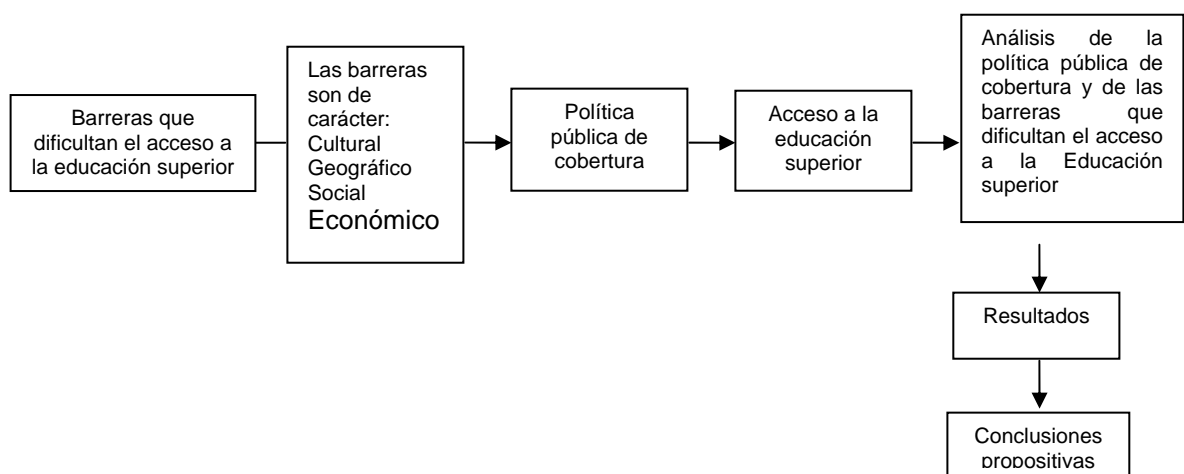 Barreras que
dificultan el acceso a
la educación superior
Las barreras
son de
carácter:
Cultural
Geográfico
Social
Económico
Política
pública de
cobertura
Acceso a la
educación
superior
Análisis de la
política pública de
cobertura y de las
barreras que
dificultan el acceso
a la Educación
superior
Resultados
Conclusiones
propositivas